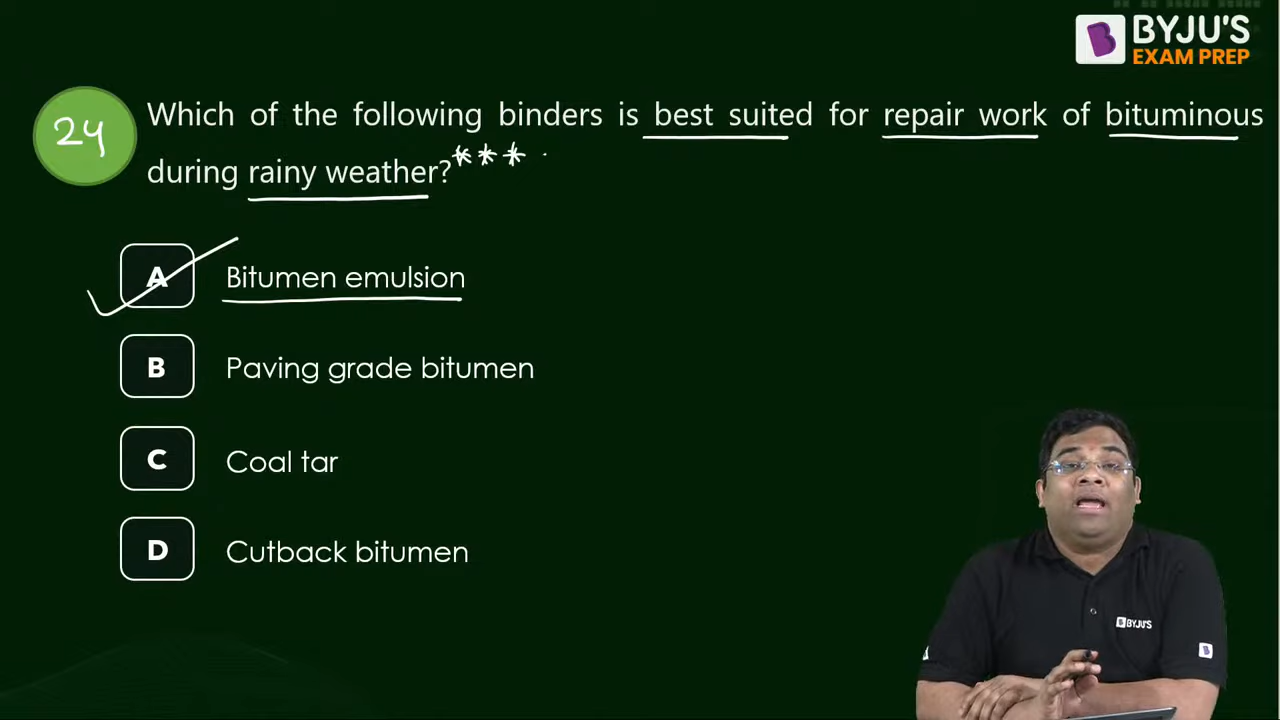 BYJU'S
EXAM PREP
24
Which of the following binders is best suited for repair work of bituminous
during rainy weather?***
A Bitumen emulsion
B Paving grade bitumen
C Coal tar
D Cutback bitumen
BYJU'S